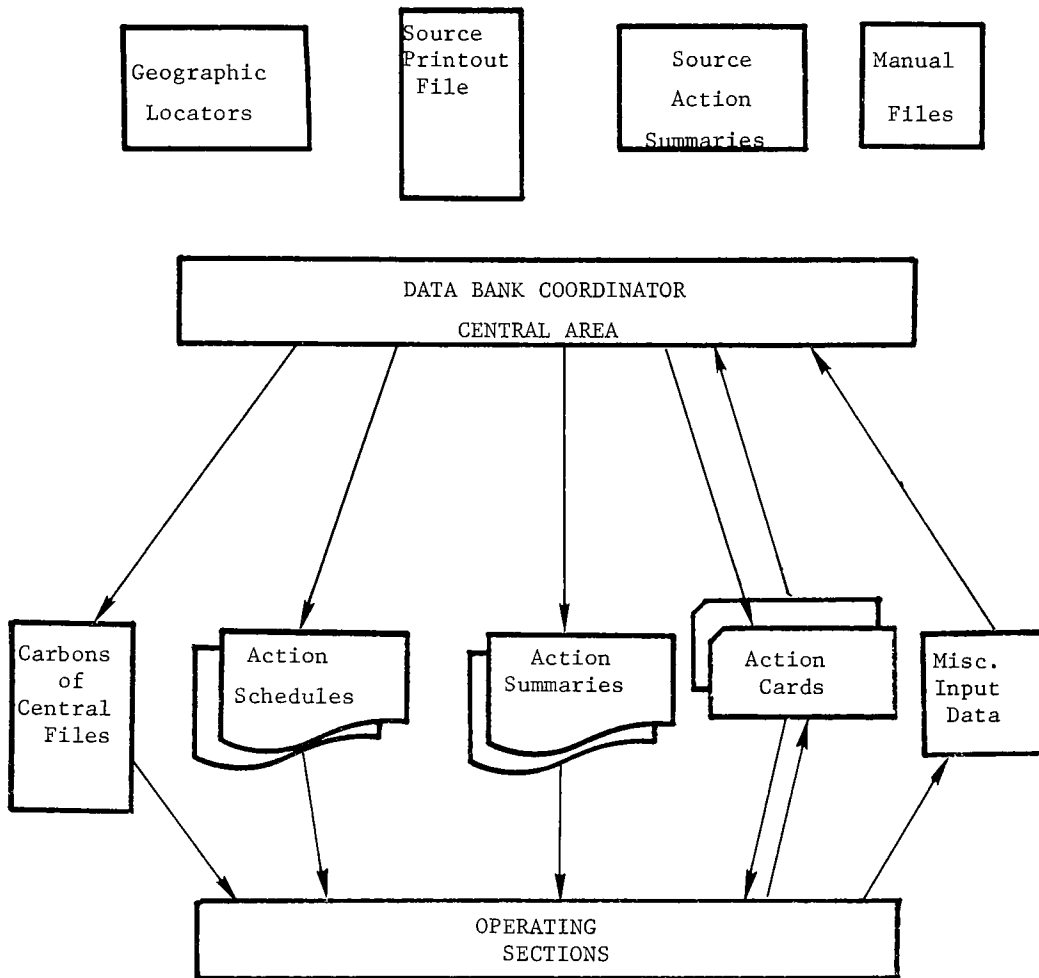 Geographic
Locators
Source
Printout
File
Source
Action
Summaries
Manual
Files
DATA BANK COORDINATOR
CENTRAL AREA
Carbons
of
Central
Files
Action
Schedules
Action
Summaries
Action
Cards
Misc.
Input
Data
OPERATING
SECTIONS